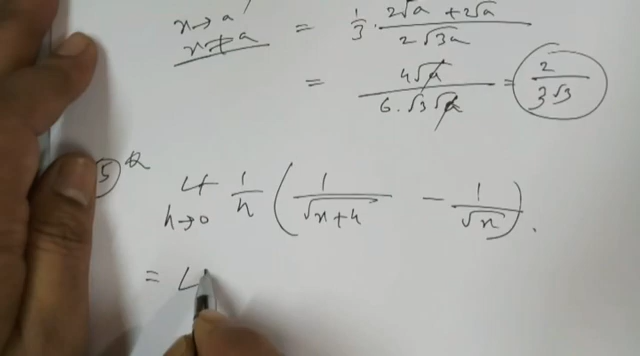 x→a = 1/3 · (2√a + 2√a)/(2√3a)
x≠a
= 4√a/(6·√3√a) = 2/(3√3)
5 Lt h→0 1/h (1/√(x+h) − 1/√x).
= L